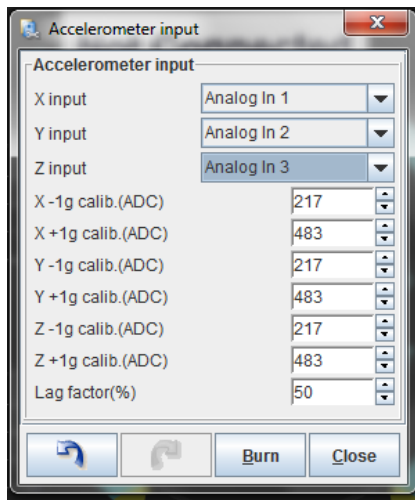 Accelerometer input
Accelerometer input
X input Analog In 1
Y input Analog In 2
Z input Analog In 3
X -1g calib.(ADC) 217
X +1g calib.(ADC) 483
Y -1g calib.(ADC) 217
Y +1g calib.(ADC) 483
Z -1g calib.(ADC) 217
Z +1g calib.(ADC) 483
Lag factor(%) 50
Burn Close